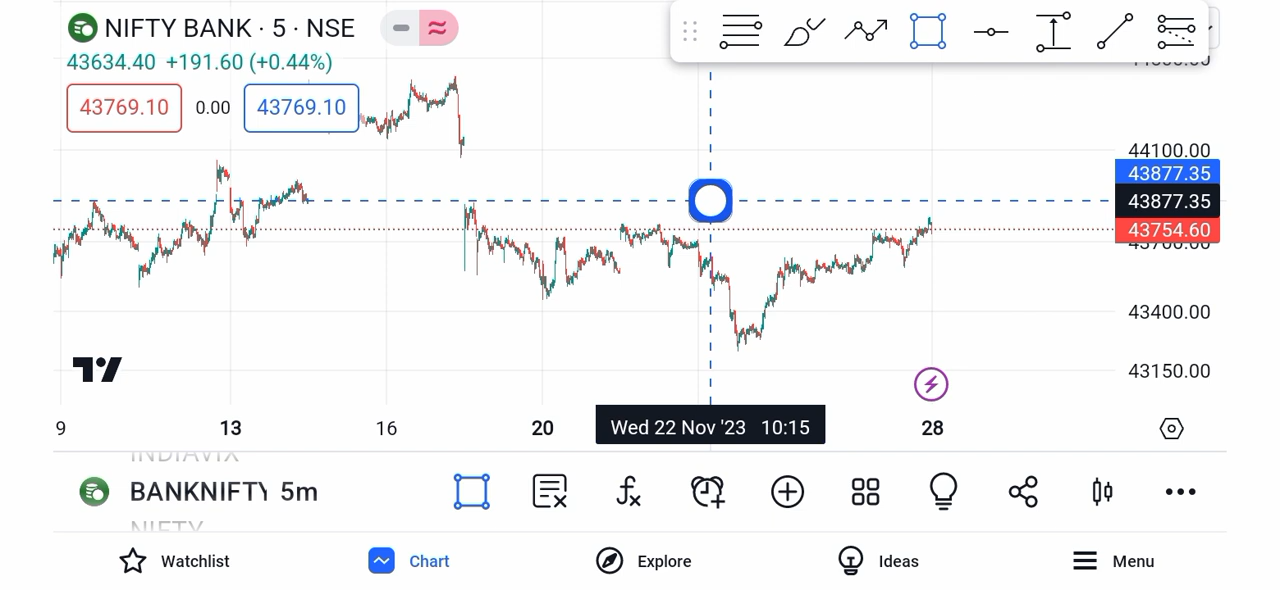 NIFTY BANK · 5 · NSE
43634.40 +191.60 (+0.44%)
43769.10 0.00 43769.10
44100.00
43877.35
43877.35
43754.60
43400.00
43150.00
9 13 16 20 Wed 22 Nov '23 10:15 28
INDIAVIX
BANKNIFTY 5m
NIFTY
Watchlist Chart Explore Ideas Menu